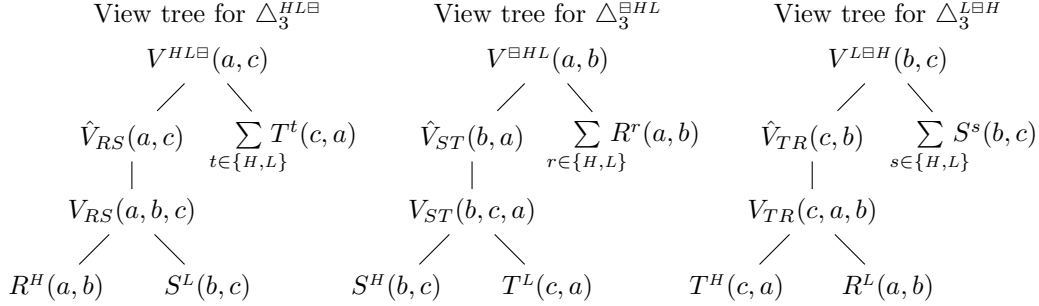 View tree for △₃^{HL⊟} View tree for △₃^{⊟HL} View tree for △₃^{L⊟H}
V^{HL⊟}(a, c) V^{⊟HL}(a, b) V^{L⊟H}(b, c)
V̂_{RS}(a, c) ∑_{t∈{H,L}} T^t(c, a) V̂_{ST}(b, a) ∑_{r∈{H,L}} R^r(a, b) V̂_{TR}(c, b) ∑_{s∈{H,L}} S^s(b, c)
V_{RS}(a, b, c) V_{ST}(b, c, a) V_{TR}(c, a, b)
R^H(a, b) S^L(b, c) S^H(b, c) T^L(c, a) T^H(c, a) R^L(a, b)